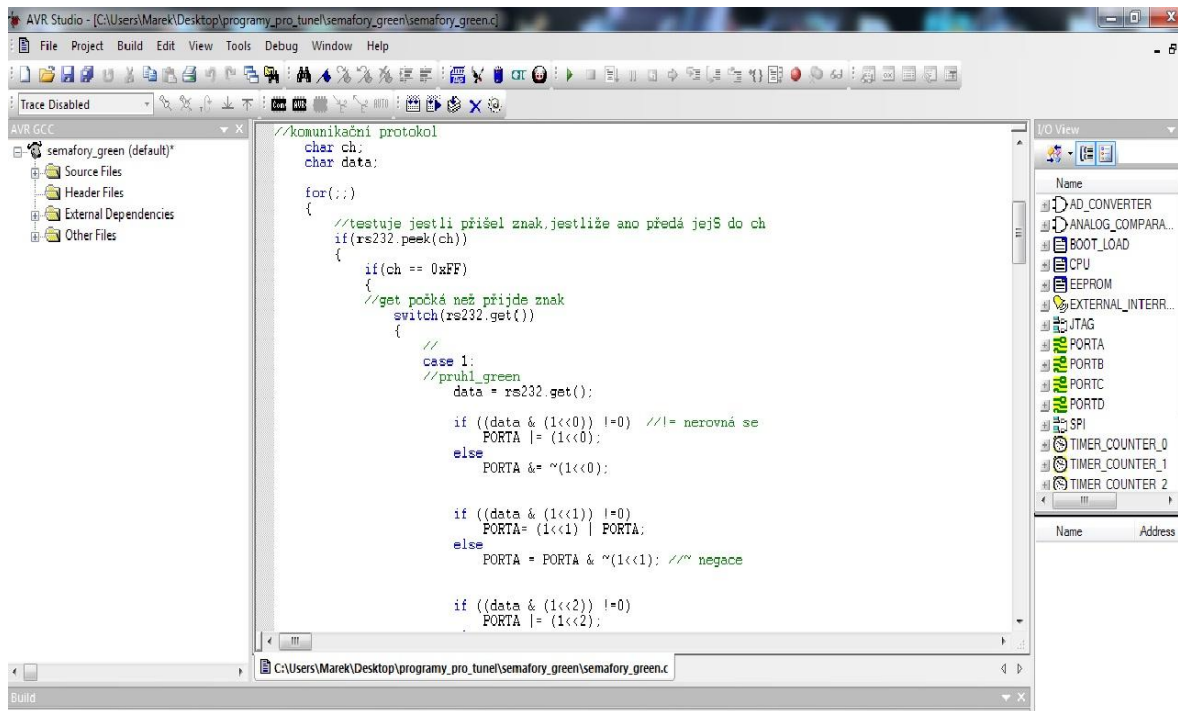 AVR Studio - [C:\Users\Marek\Desktop\programy_pro_tunel\semafory_green\semafory_green.c]
File Project Build Edit View Tools Debug Window Help
Trace Disabled
AVR GCC
semafory_green (default)*
Source Files
Header Files
External Dependencies
Other Files
//komunikační protokol
char ch;
char data;
for(;;)
{
//testuje jestli přišel znak,jestliže ano předá jejS do ch
if(rs232.peek(ch))
{
if(ch == 0xFF)
{
//get počká než přijde znak
switch(rs232.get())
{
//
case 1:
//pruh1_green
data = rs232.get();
if ((data & (1<<0)) !=0) //!= nerovná se
PORTA |= (1<<0);
else
PORTA &= ~(1<<0);
if ((data & (1<<1)) !=0)
PORTA= (1<<1) | PORTA;
else
PORTA = PORTA & ~(1<<1); //~ negace
if ((data & (1<<2)) !=0)
PORTA |= (1<<2);
C:\Users\Marek\Desktop\programy_pro_tunel\semafory_green\semafory_green.c
Build
I/O View
Name
AD_CONVERTER
ANALOG_COMPARA...
BOOT_LOAD
CPU
EEPROM
EXTERNAL_INTERR...
JTAG
PORTA
PORTB
PORTC
PORTD
SPI
TIMER_COUNTER_0
TIMER_COUNTER_1
TIMER_COUNTER_2
Name Address